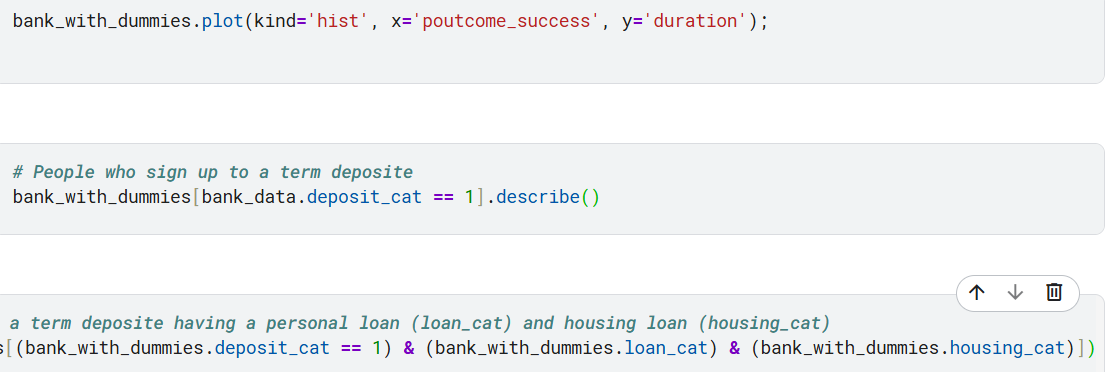 bank_with_dummies.plot(kind='hist', x='poutcome_success', y='duration');
# People who sign up to a term deposite
bank_with_dummies[bank_data.deposit_cat == 1].describe()
a term deposite having a personal loan (loan_cat) and housing loan (housing_cat)
s[(bank_with_dummies.deposit_cat == 1) & (bank_with_dummies.loan_cat) & (bank_with_dummies.housing_cat)])